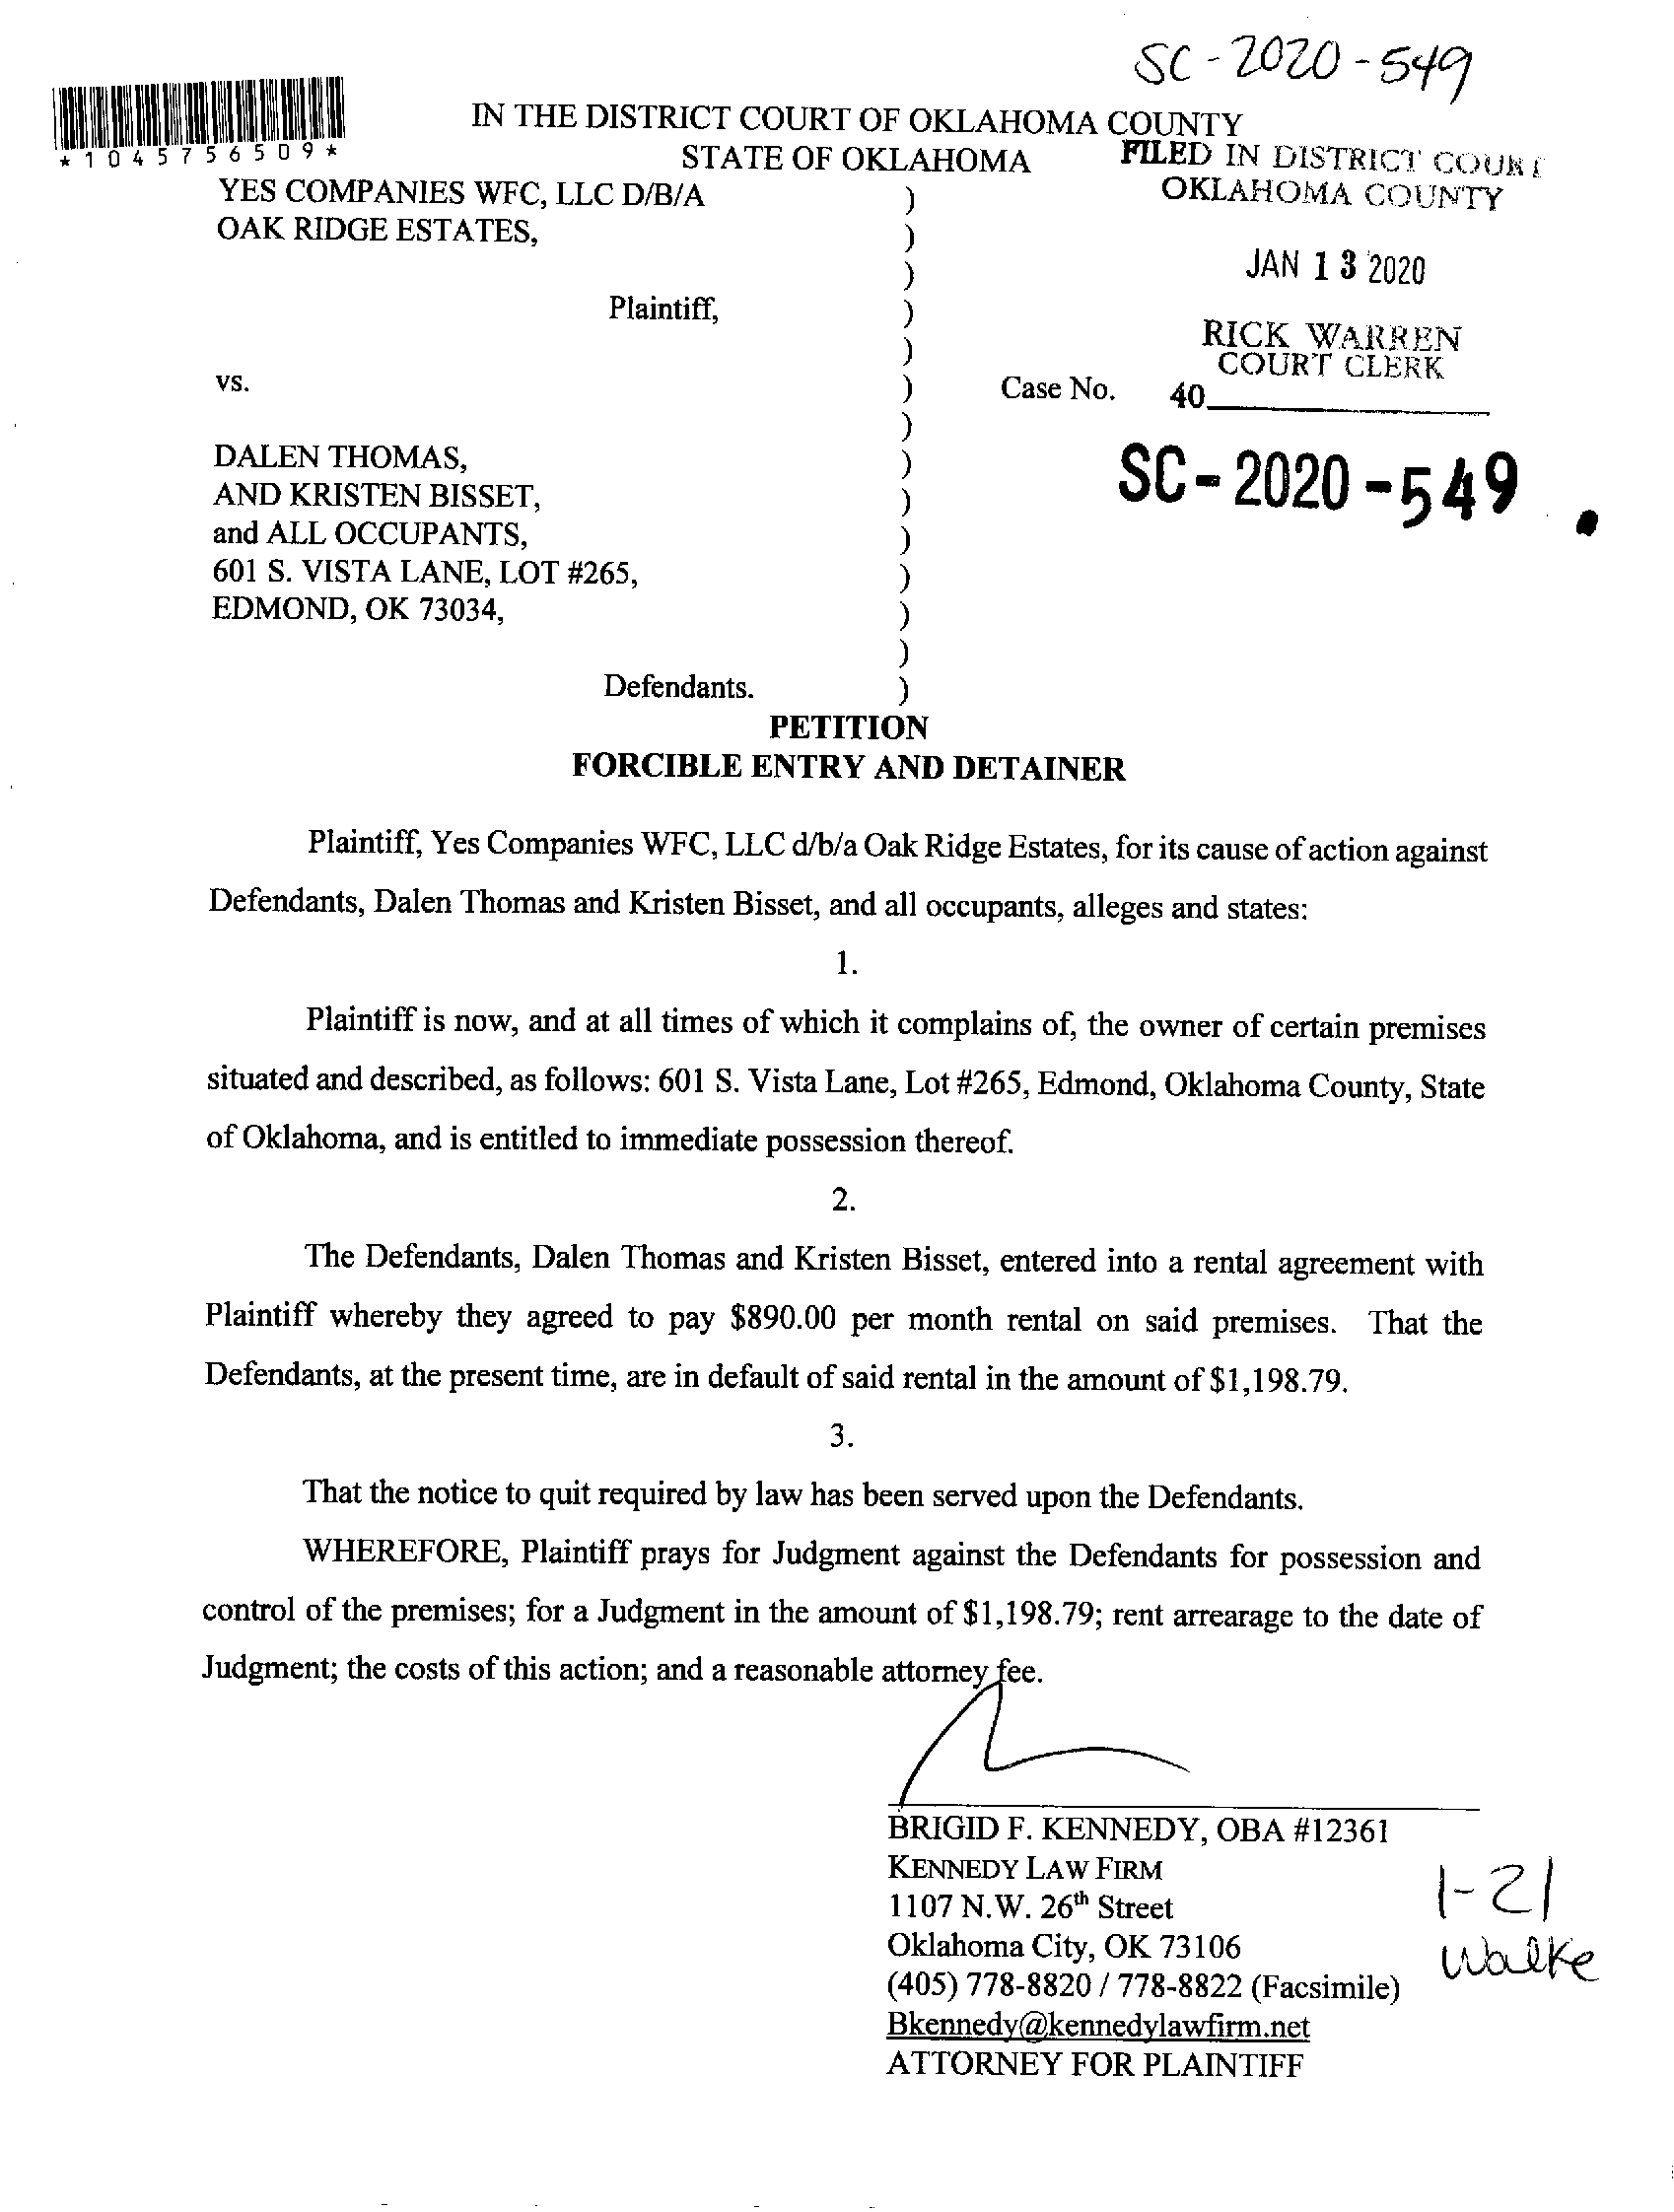 SC-2020-549
*1045756509*
IN THE DISTRICT COURT OF OKLAHOMA COUNTY
STATE OF OKLAHOMA
FILED IN DISTRICT COURT
OKLAHOMA COUNTY
JAN 13 2020
RICK WARREN
COURT CLERK
40
YES COMPANIES WFC, LLC D/B/A )
OAK RIDGE ESTATES, )
)
Plaintiff, )
)
vs. ) Case No.
)
DALEN THOMAS, )
SC-2020-549
AND KRISTEN BISSET, )
and ALL OCCUPANTS, )
601 S. VISTA LANE, LOT #265, )
EDMOND, OK 73034, )
)
Defendants. )
PETITION
FORCIBLE ENTRY AND DETAINER
Plaintiff, Yes Companies WFC, LLC d/b/a Oak Ridge Estates, for its cause of action against
Defendants, Dalen Thomas and Kristen Bisset, and all occupants, alleges and states:
1.
Plaintiff is now, and at all times of which it complains of, the owner of certain premises
situated and described, as follows: 601 S. Vista Lane, Lot #265, Edmond, Oklahoma County, State
of Oklahoma, and is entitled to immediate possession thereof.
2.
The Defendants, Dalen Thomas and Kristen Bisset, entered into a rental agreement with
Plaintiff whereby they agreed to pay $890.00 per month rental on said premises. That the
Defendants, at the present time, are in default of said rental in the amount of $1,198.79.
3.
That the notice to quit required by law has been served upon the Defendants.
WHEREFORE, Plaintiff prays for Judgment against the Defendants for possession and
control of the premises; for a Judgment in the amount of $1,198.79; rent arrearage to the date of
Judgment; the costs of this action; and a reasonable attorney fee.
BRIGID F. KENNEDY, OBA #12361
KENNEDY LAW FIRM
1107 N.W. 26th Street
Oklahoma City, OK 73106
(405) 778-8820 / 778-8822 (Facsimile)
Bkennedy@kennedylawfirm.net
ATTORNEY FOR PLAINTIFF
1-21
Walke